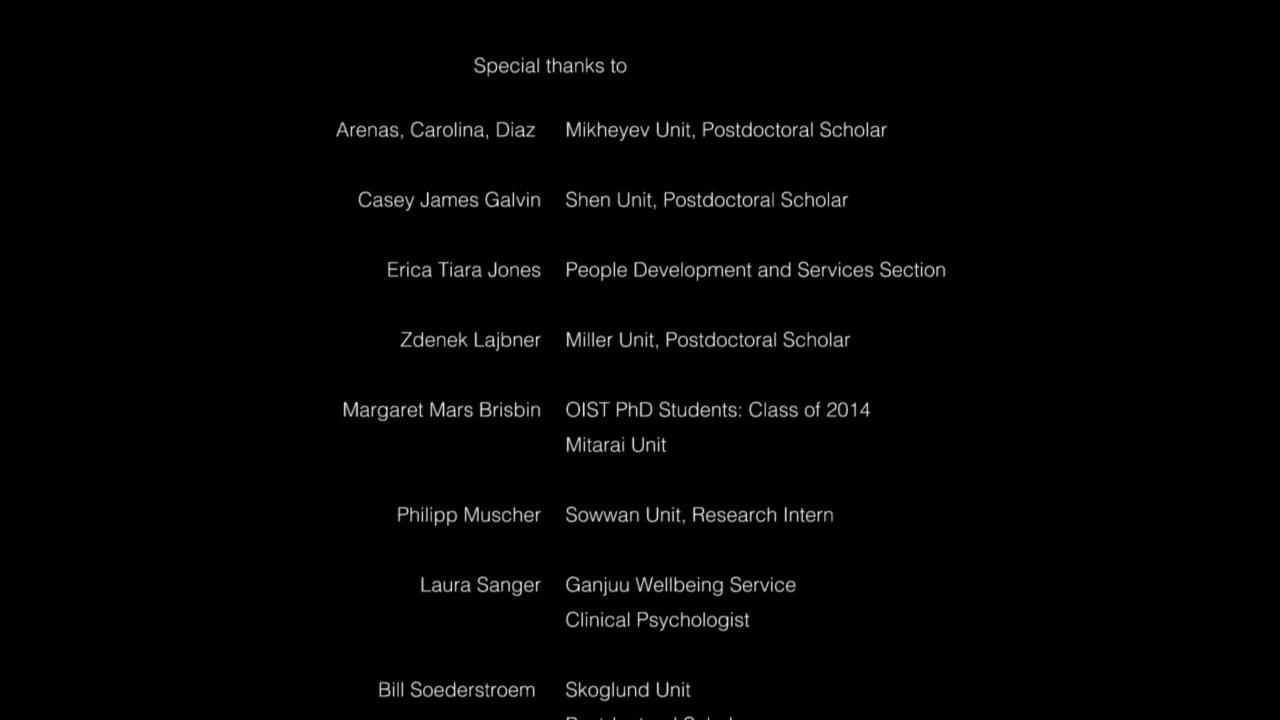 Special thanks to
Arenas, Carolina, Diaz Mikheyev Unit, Postdoctoral Scholar
Casey James Galvin Shen Unit, Postdoctoral Scholar
Erica Tiara Jones People Development and Services Section
Zdenek Lajbner Miller Unit, Postdoctoral Scholar
Margaret Mars Brisbin OIST PhD Students: Class of 2014
Mitarai Unit
Philipp Muscher Sowwan Unit, Research Intern
Laura Sanger Ganjuu Wellbeing Service
Clinical Psychologist
Bill Soederstroem Skoglund Unit